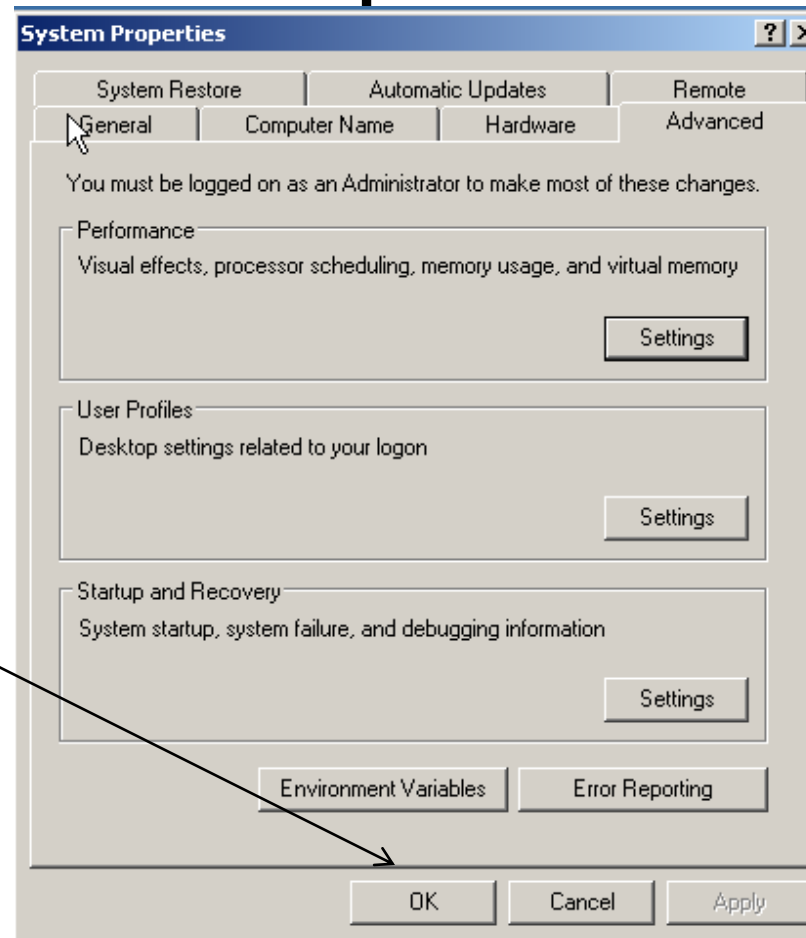 System Properties
System Restore Automatic Updates Remote
General Computer Name Hardware Advanced
You must be logged on as an Administrator to make most of these changes.
Performance
Visual effects, processor scheduling, memory usage, and virtual memory
Settings
User Profiles
Desktop settings related to your logon
Settings
Startup and Recovery
System startup, system failure, and debugging information
Settings
Environment Variables Error Reporting
OK Cancel Apply